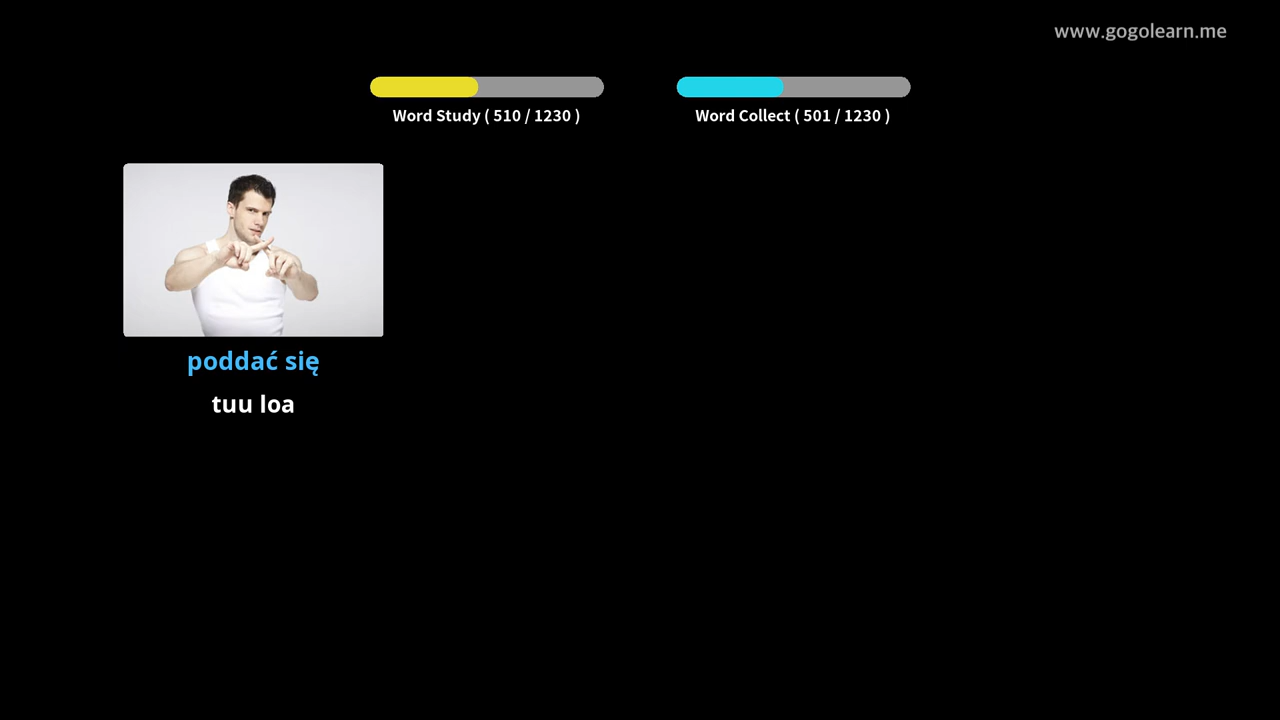 www.gogolearn.me
Word Study ( 510 / 1230 )
Word Collect ( 501 / 1230 )
poddać się
tuu loa